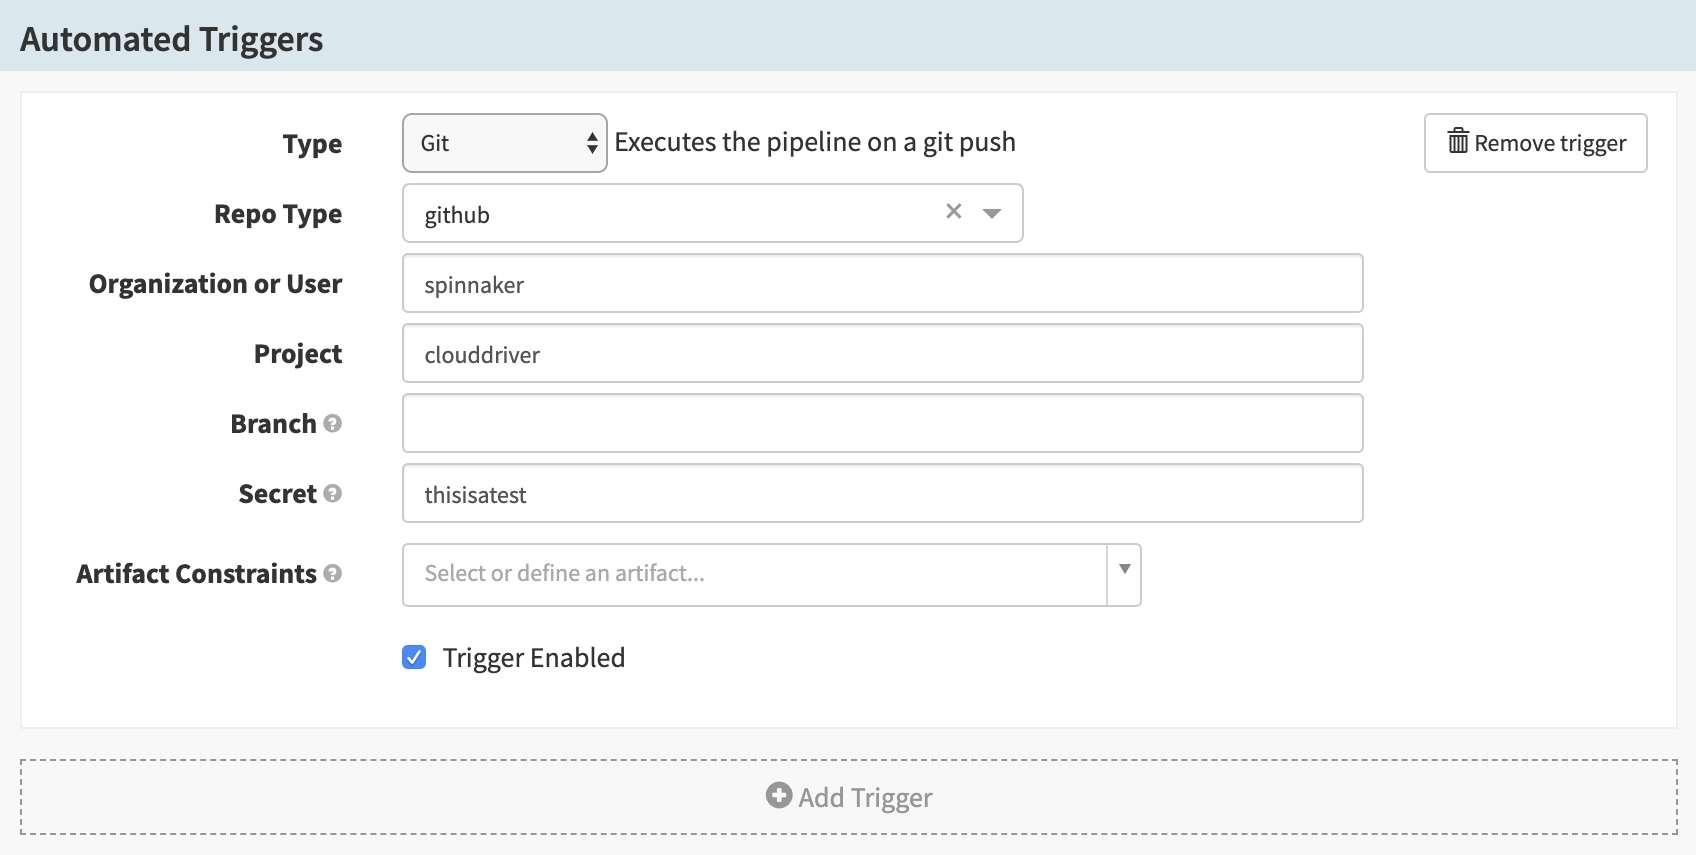 Automated Triggers
Type Git Executes the pipeline on a git push Remove trigger
Repo Type github
Organization or User spinnaker
Project clouddriver
Branch ?
Secret ? thisisatest
Artifact Constraints ? Select or define an artifact...
Trigger Enabled
Add Trigger